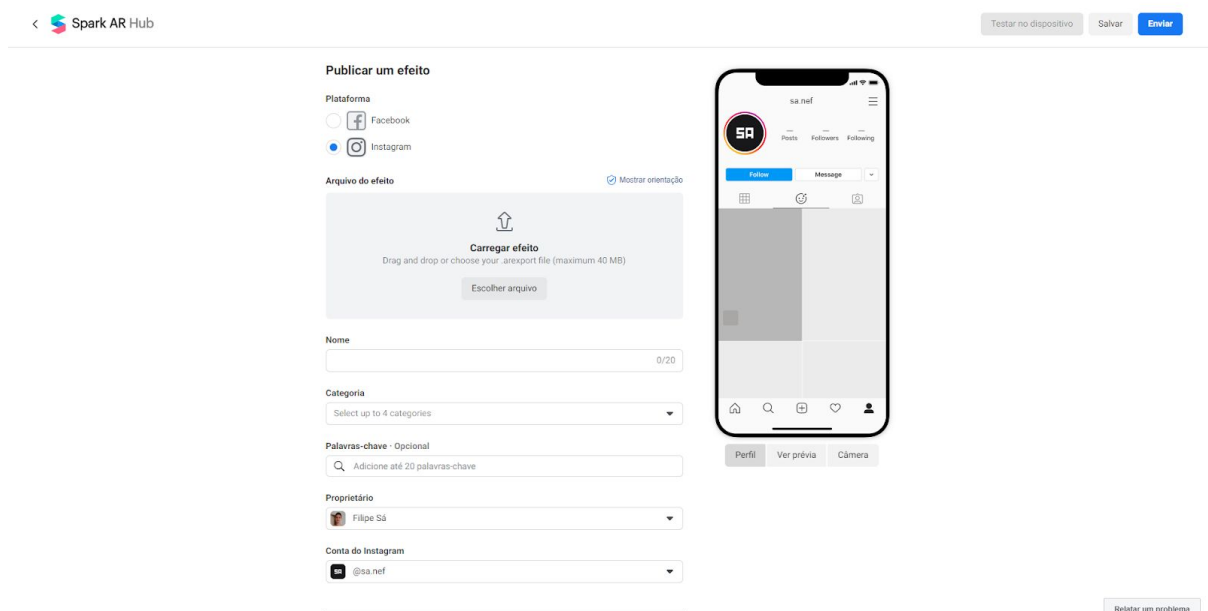 Spark AR Hub
Testar no dispositivo
Salvar
Enviar
Publicar um efeito
Plataforma
Facebook
Instagram
Arquivo do efeito
Mostrar orientação
Carregar efeito
Drag and drop or choose your .arexport file (maximum 40 MB)
Escolher arquivo
Nome
0/20
Categoria
Select up to 4 categories
Palavras-chave · Opcional
Adicione até 20 palavras-chave
Proprietário
Filipe Sá
Conta do Instagram
SA @sa.nef
sa.nef
SA
Posts Followers Following
Follow Message
Perfil Ver prévia Câmera
Relatar um problema